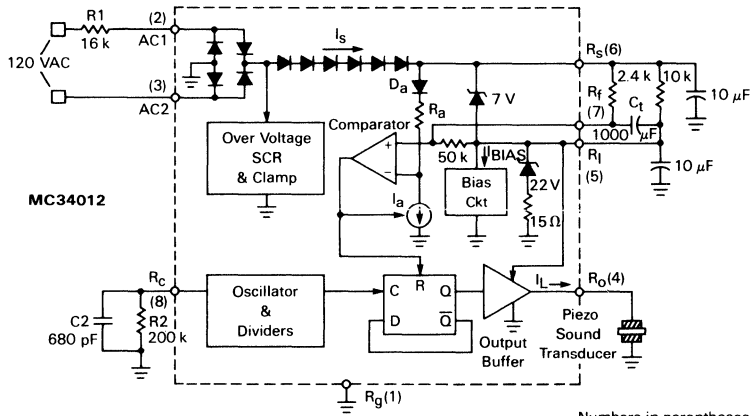 R1
16 k
(2)
AC1
120 VAC
(3)
AC2
Is
Da
Ra
Comparator
+
−
Ia
7 V
50 k
IBIAS
Bias
Ckt
22 V
15 Ω
Over Voltage
SCR
& Clamp
MC34012
Rs(6)
2.4 k
10 k
Rf
(7)
Ct
1000 µF
RI
(5)
10 µF
10 µF
Rc
(8)
C2
680 pF
R2
200 k
Oscillator
&
Dividers
R
C
Q
D
Q̅
Output
Buffer
IL
Ro(4)
Piezo
Sound
Transducer
Rg(1)